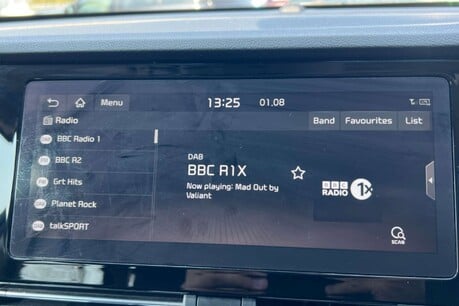 Menu
13:25
01.08
Radio
Band
Favourites
List
BBC Radio 1
BBC R2
Grt Hits
Planet Rock
talkSPORT
DAB
BBC R1X
Now playing: Mad Out by
Valiant
BBC
RADIO 1X
SCAN